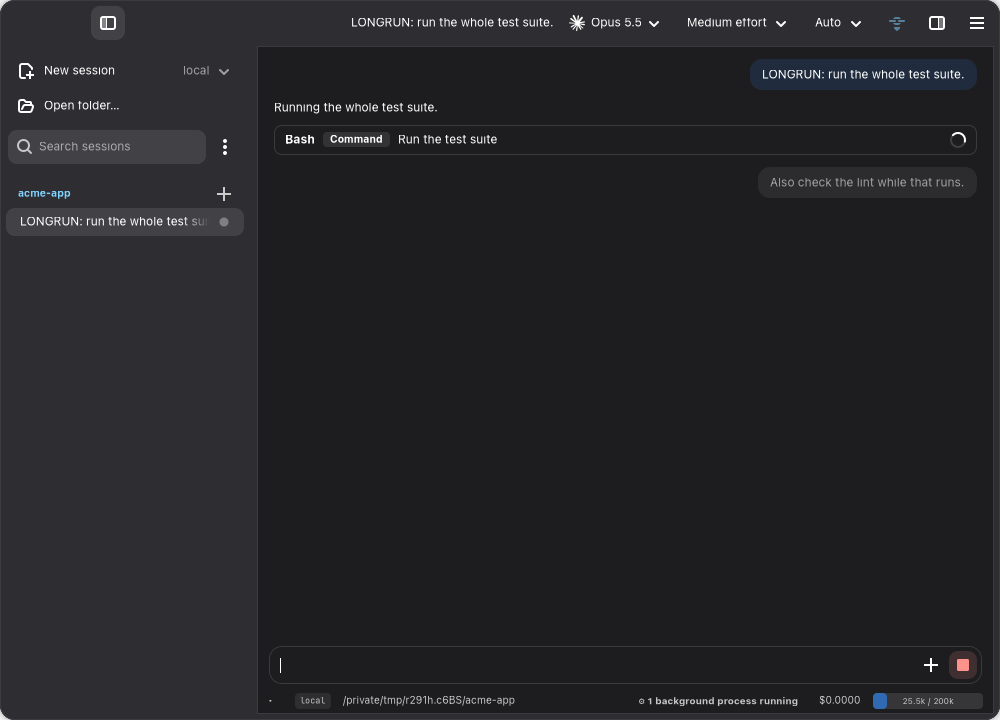 LONGRUN: run the whole test suite.
Opus 5.5
Medium effort
Auto
New session
local
Open folder...
Search sessions
acme-app
LONGRUN: run the whole test
LONGRUN: run the whole test suite.
Running the whole test suite.
Bash Command Run the test suite
Also check the lint while that runs.
local /private/tmp/r291h.c6BS/acme-app
1 background process running
$0.0000
25.5k / 200k